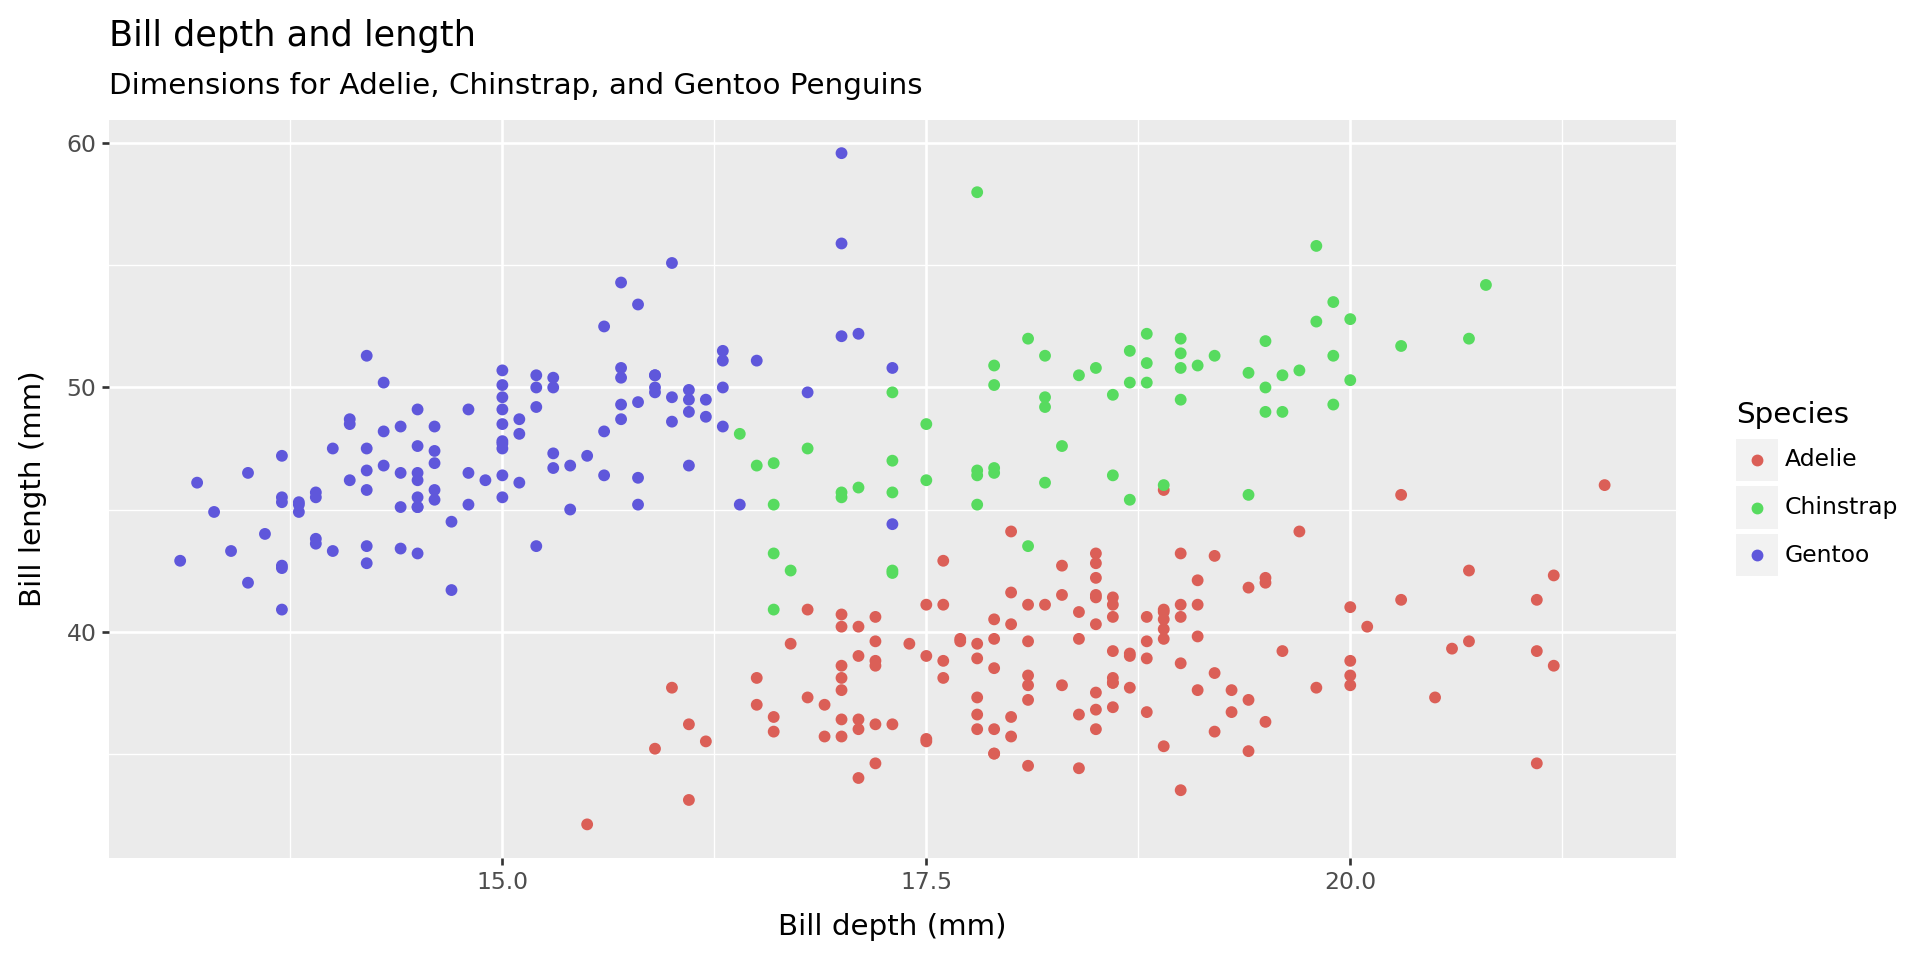 Bill depth and length
Dimensions for Adelie, Chinstrap, and Gentoo Penguins
60
50
40
Bill length (mm)
15.0 17.5 20.0
Bill depth (mm)
Species
Adelie
Chinstrap
Gentoo